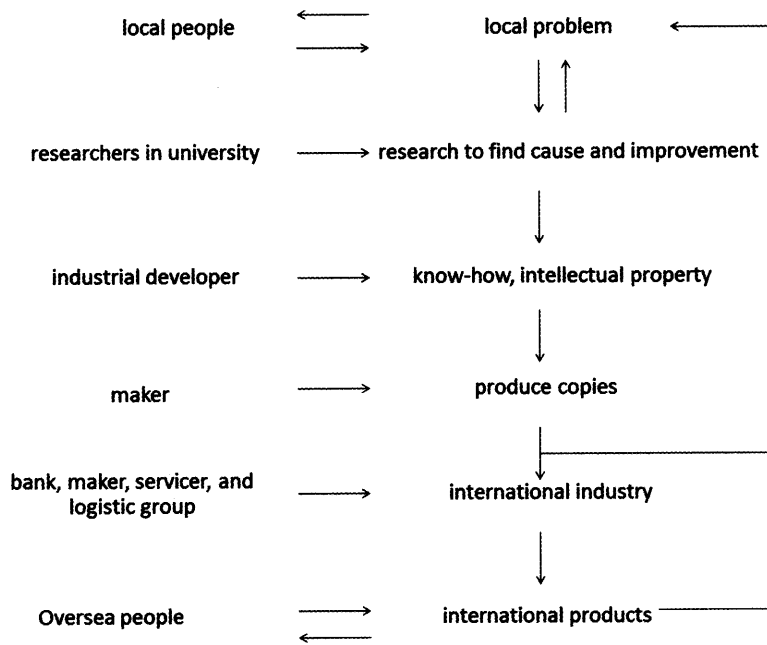 local people
local problem
researchers in university
research to find cause and improvement
industrial developer
know-how, intellectual property
maker
produce copies
bank, maker, servicer, and
logistic group
international industry
Oversea people
international products